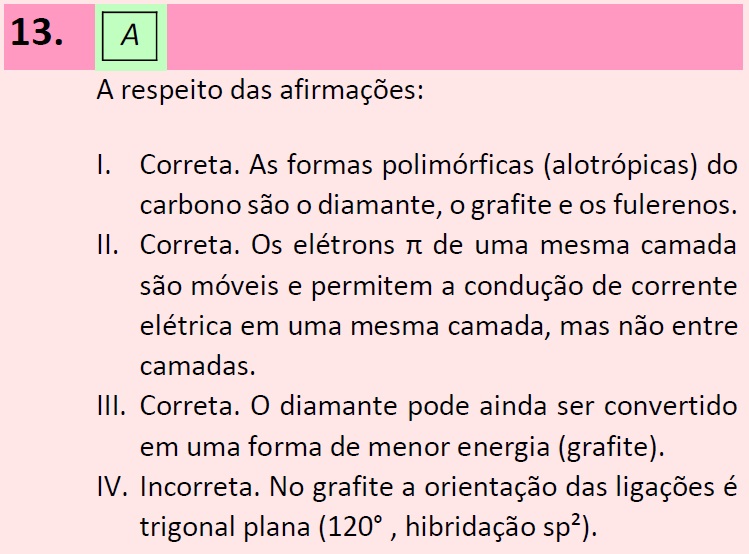 13. A
A respeito das afirmações:
I. Correta. As formas polimórficas (alotrópicas) do
carbono são o diamante, o grafite e os fulerenos.
II. Correta. Os elétrons π de uma mesma camada
são móveis e permitem a condução de corrente
elétrica em uma mesma camada, mas não entre
camadas.
III. Correta. O diamante pode ainda ser convertido
em uma forma de menor energia (grafite).
IV. Incorreta. No grafite a orientação das ligações é
trigonal plana (120° , hibridação sp²).